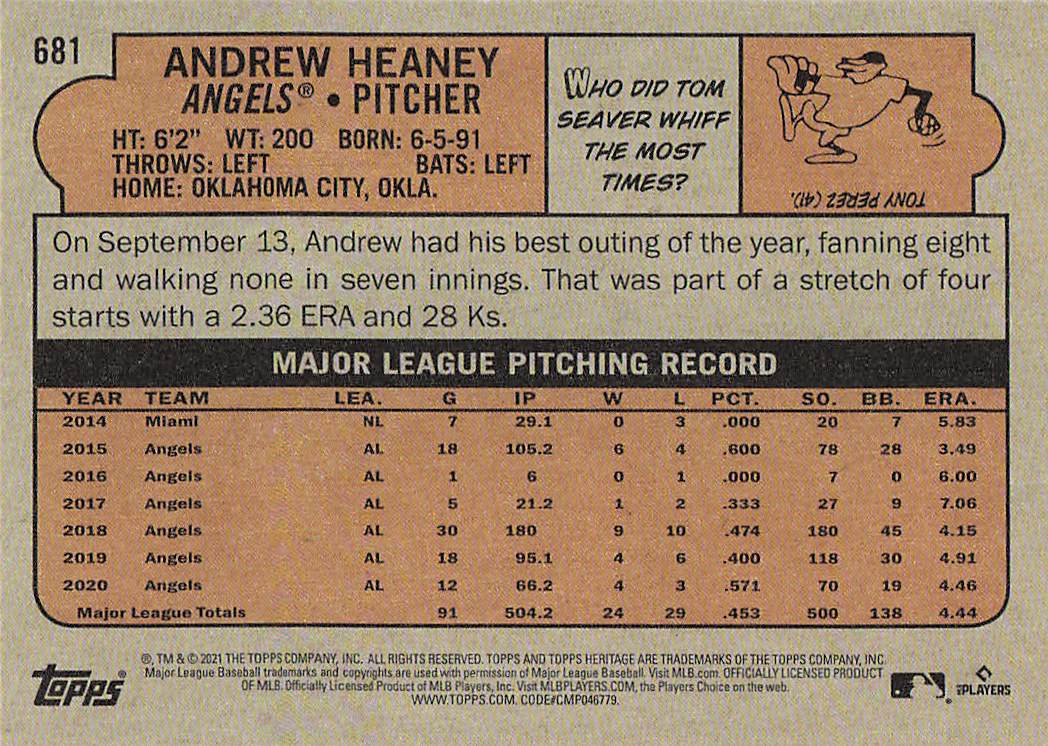 681
ANDREW HEANEY
ANGELS® • PITCHER
HT: 6'2" WT: 200 BORN: 6-5-91
THROWS: LEFT BATS: LEFT
HOME: OKLAHOMA CITY, OKLA.
WHO DID TOM
SEAVER WHIFF
THE MOST
TIMES?
TONY PEREZ (41).
On September 13, Andrew had his best outing of the year, fanning eight
and walking none in seven innings. That was part of a stretch of four
starts with a 2.36 ERA and 28 Ks.
MAJOR LEAGUE PITCHING RECORD
YEAR TEAM LEA. G IP W L PCT. SO. BB. ERA.
2014 Miami NL 7 29.1 0 3 .000 20 7 5.83
2015 Angels AL 18 105.2 6 4 .600 78 28 3.49
2016 Angels AL 1 6 0 1 .000 7 0 6.00
2017 Angels AL 5 21.2 1 2 .333 27 9 7.06
2018 Angels AL 30 180 9 10 .474 180 45 4.15
2019 Angels AL 18 95.1 4 6 .400 118 30 4.91
2020 Angels AL 12 66.2 4 3 .571 70 19 4.46
Major League Totals 91 504.2 24 29 .453 500 138 4.44
®, TM & © 2021 THE TOPPS COMPANY, INC. ALL RIGHTS RESERVED. TOPPS AND TOPPS HERITAGE ARE TRADEMARKS OF THE TOPPS COMPANY, INC.
Major League Baseball trademarks and copyrights are used with permission of Major League Baseball. Visit MLB.com. OFFICIALLY LICENSED PRODUCT
OF MLB. Officially Licensed Product of MLB Players, Inc. Visit MLBPLAYERS.COM, the Players Choice on the web.
WWW.TOPPS.COM. CODE#CMP046779.
topps®
MLB PLAYERS